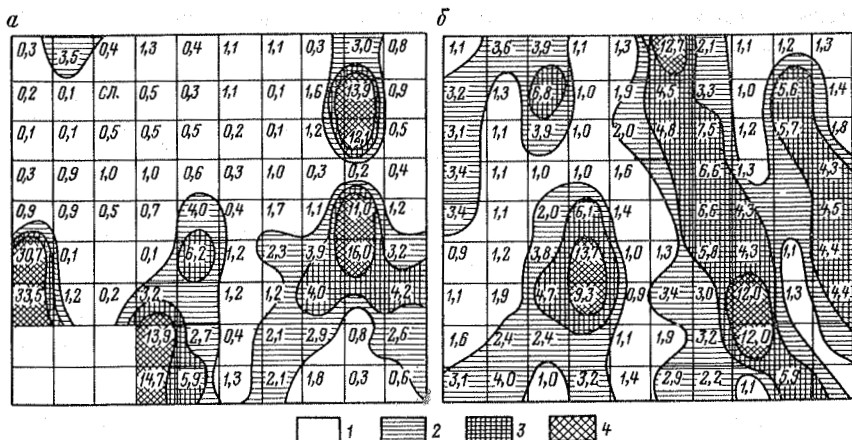 а б
0,3 3,5 0,4 1,3 0,4 1,1 1,1 0,3 3,0 0,8
0,2 0,1 сл. 0,5 0,3 1,1 0,1 1,6 13,9 0,9
0,1 0,1 0,5 0,5 0,5 0,2 0,1 1,2 12,1 0,5
0,3 0,9 1,0 1,0 0,6 0,3 1,0 0,3 0,2 0,4
0,9 0,9 0,5 0,7 4,0 0,4 1,7 1,1 11,0 1,2
30,7 0,1 0,1 6,2 1,2 2,3 3,9 16,0 3,2
33,5 1,2 0,2 3,2 1,2 1,2 4,0 4,2
13,9 2,7 0,4 2,1 2,9 0,8 2,6
14,7 5,9 1,3 2,1 1,8 0,3 0,6
1,1 3,6 3,9 1,1 1,3 12,7 2,1 1,1 1,2 1,3
3,2 1,3 6,8 1,0 1,9 4,5 3,3 1,0 5,6 1,4
3,1 1,1 3,9 1,0 2,0 4,8 7,5 1,2 5,7 1,8
3,4 1,1 1,0 1,0 1,6 6,6 1,3 4,3
3,4 1,1 2,0 6,1 1,4 6,6 4,3 4,5
0,9 1,2 3,8 13,7 1,0 1,3 5,8 4,3 1,1 4,4
1,1 1,9 4,7 9,3 0,9 3,4 3,0 12,0 1,3 4,4
1,6 2,4 2,4 1,1 1,9 3,2 12,0
3,1 4,0 1,0 3,2 1,4 2,9 2,2 1,1 5,9
1 2 3 4